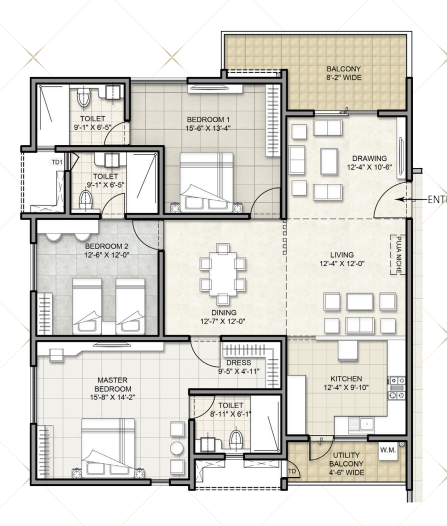 BALCONY
8'-2" WIDE
TOILET
9'-1" X 6'-5"
BEDROOM 1
15'-6" X 13'-4"
DRAWING
12'-4" X 10'-6"
TD1
TOILET
9'-1" X 6'-5"
ENT
BEDROOM 2
12'-6" X 12'-0"
LIVING
12'-4" X 12'-0"
PUJA NICHE
DINING
12'-7" X 12'-0"
DRESS
9'-5" X 4'-11"
MASTER
BEDROOM
15'-8" X 14'-2"
KITCHEN
12'-4" X 9'-10"
TOILET
8'-11" X 6'-1"
W.M.
UTILITY
BALCONY
4'-6" WIDE
TD